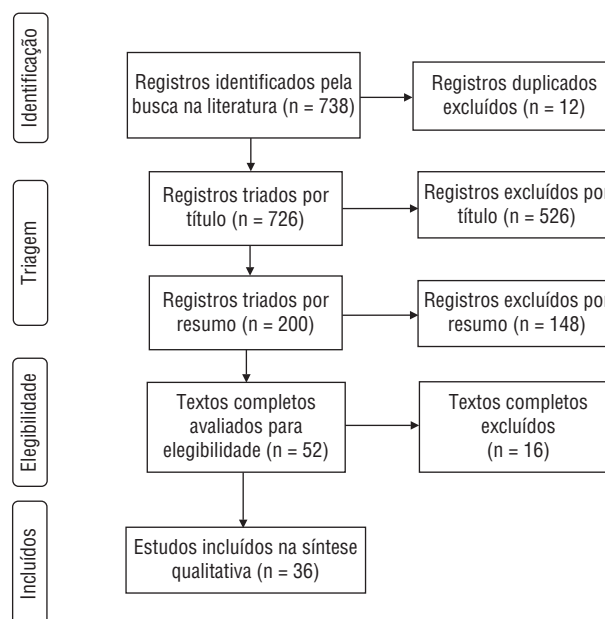 Identificação
Registros identificados pela
busca na literatura (n = 738)
Registros duplicados
excluídos (n = 12)
Triagem
Registros triados por
título (n = 726)
Registros excluídos por
título (n = 526)
Registros triados por
resumo (n = 200)
Registros excluídos por
resumo (n = 148)
Elegibilidade
Textos completos
avaliados para
elegibilidade (n = 52)
Textos completos
excluídos
(n = 16)
Incluídos
Estudos incluídos na síntese
qualitativa (n = 36)